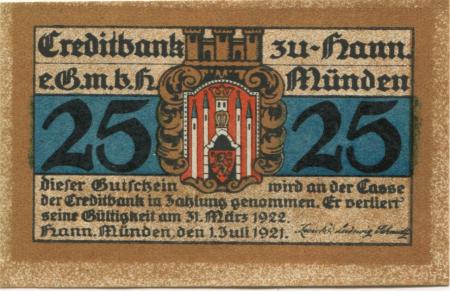 Creditbank zu-Hann.
e.G.m.b.H Münden
25 25
dieser Gutschein wird an der Casse
der Creditbank in Zahlung genommen. Er verliert
seine Gültigkeit am 31. März 1922.
Hann. Münden den 1. Juli 1921.